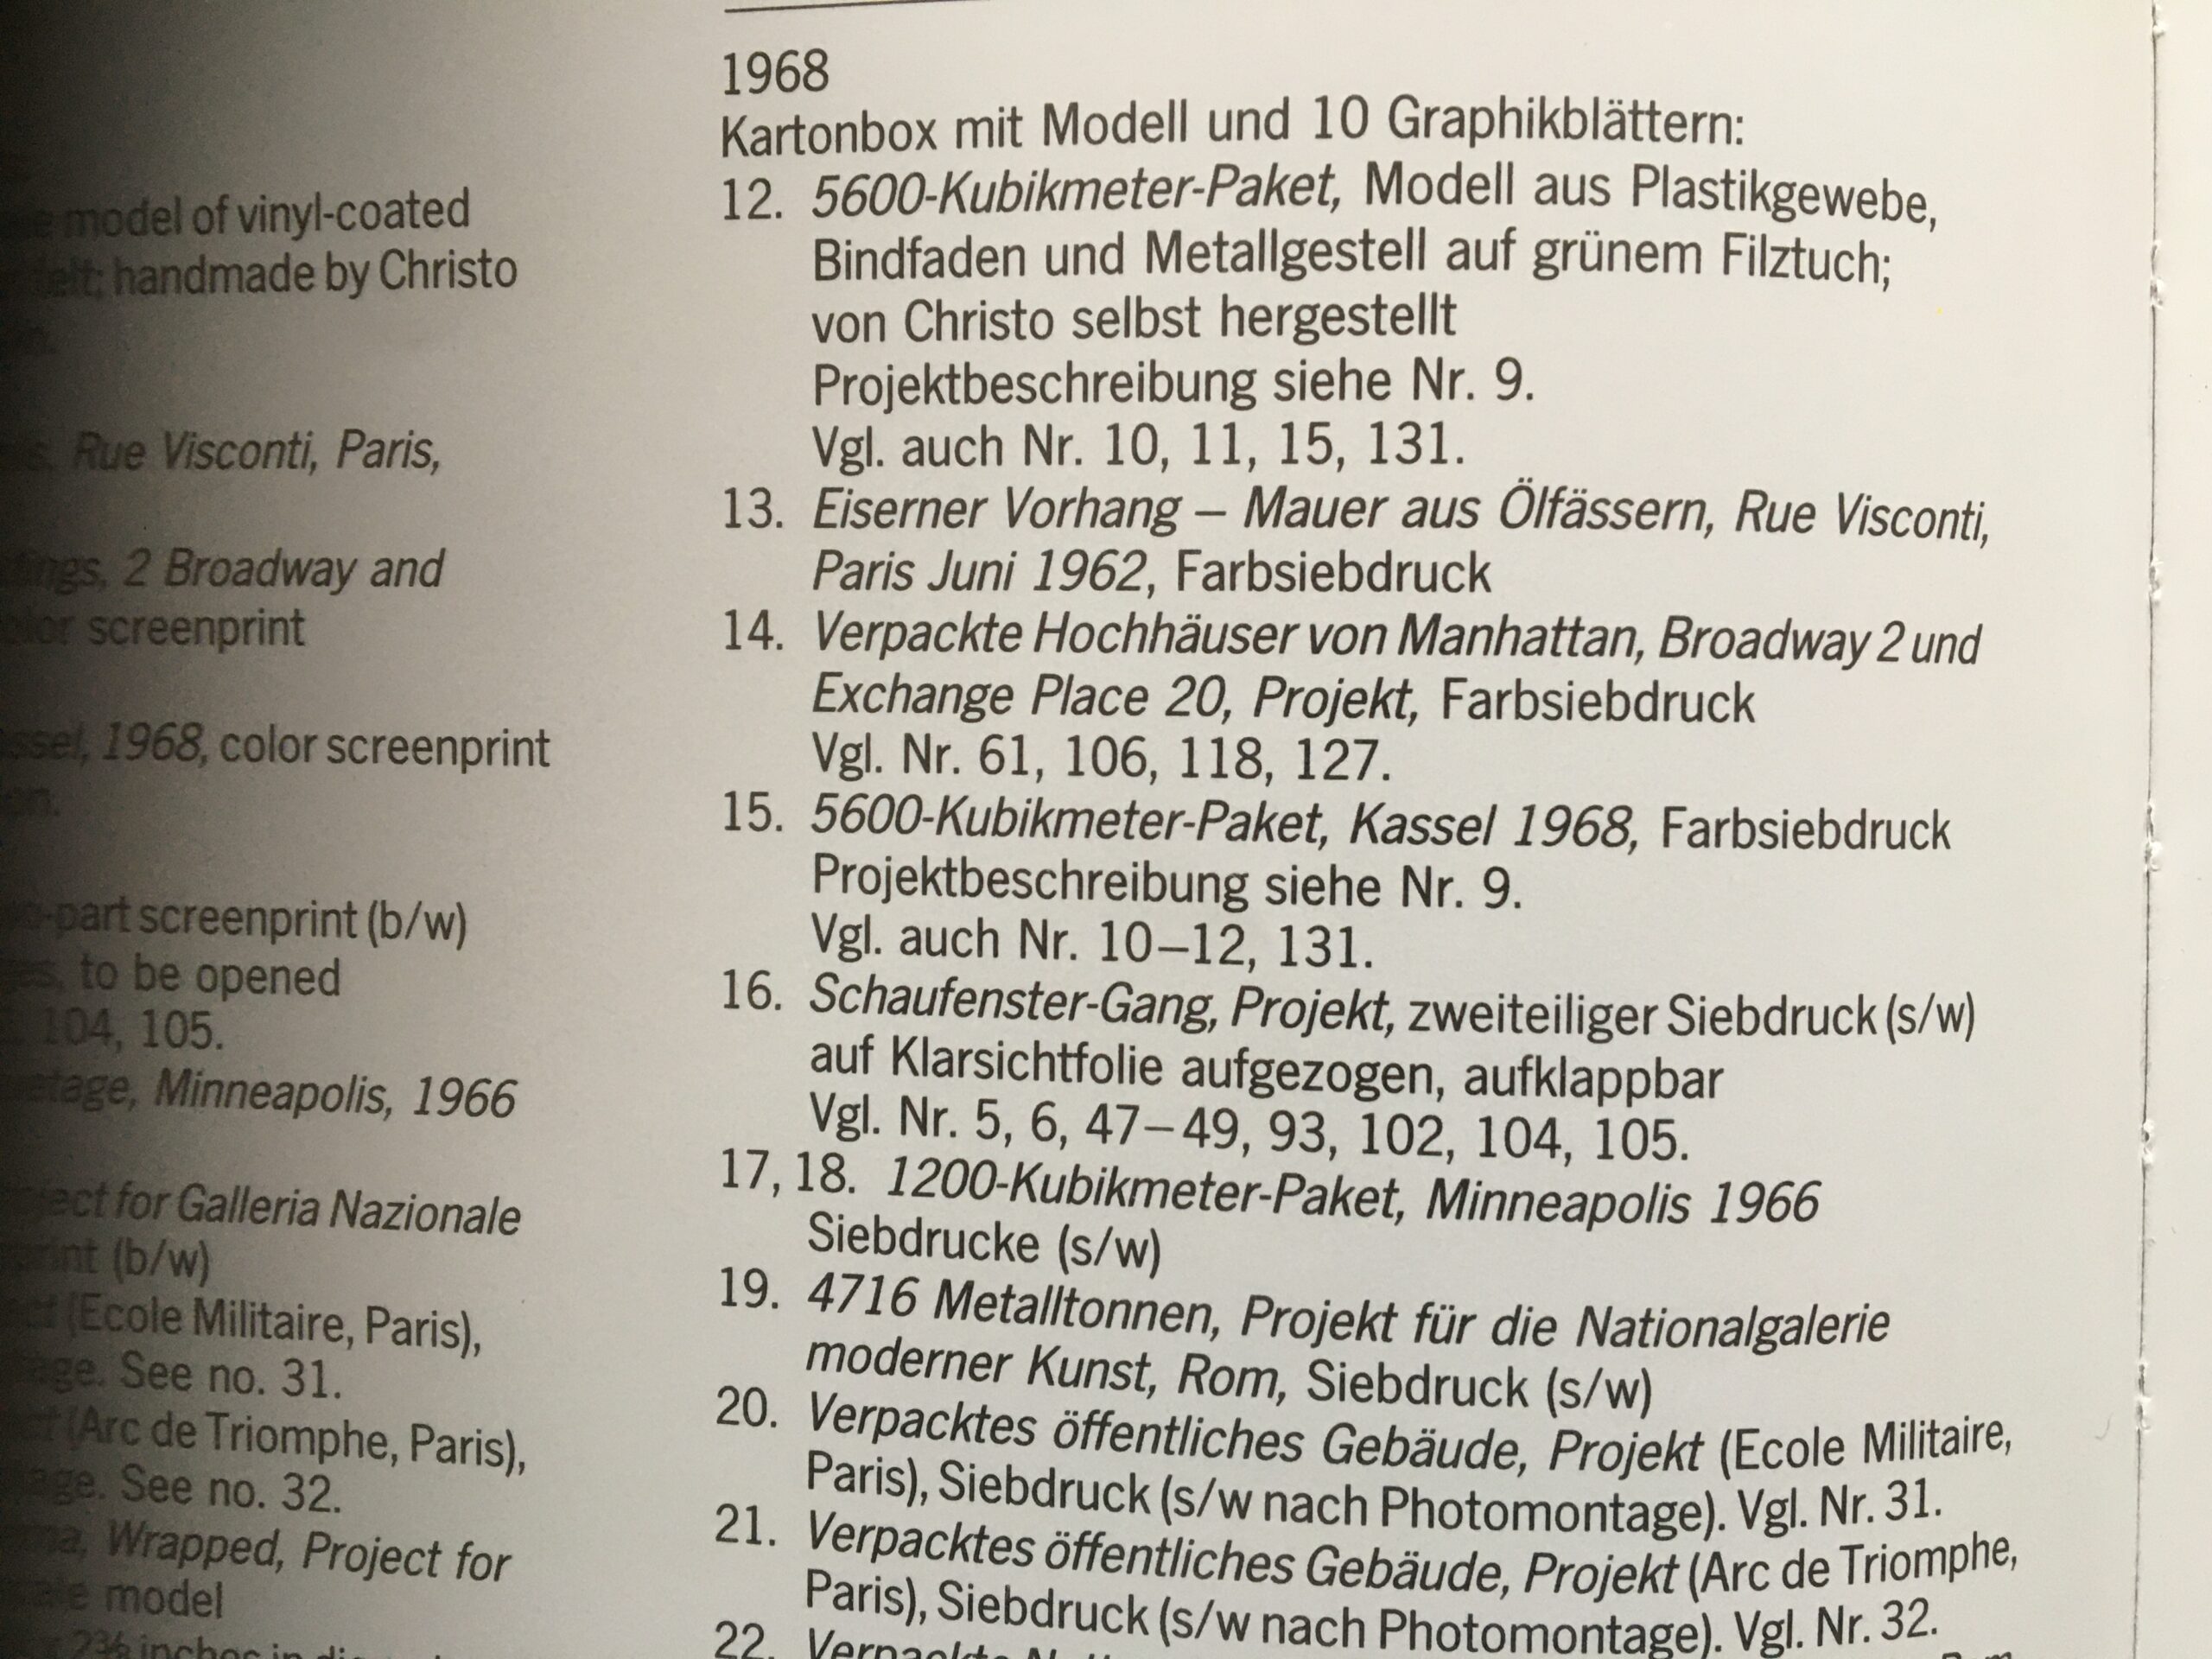 model of vinyl-coated
handmade by Christo
Rue Visconti, Paris,
2 Broadway and
screenprint
1968, color screenprint
part screenprint (b/w)
to be opened
104, 105.
Minneapolis, 1966
for Galleria Nazionale
(b/w)
(Ecole Militaire, Paris),
See no. 31.
(Arc de Triomphe, Paris),
See no. 32.
Wrapped, Project for
model
1968
Kartonbox mit Modell und 10 Graphikblättern:
12. 5600-Kubikmeter-Paket, Modell aus Plastikgewebe,
Bindfaden und Metallgestell auf grünem Filztuch;
von Christo selbst hergestellt
Projektbeschreibung siehe Nr. 9.
Vgl. auch Nr. 10, 11, 15, 131.
13. Eiserner Vorhang – Mauer aus Ölfässern, Rue Visconti,
Paris Juni 1962, Farbsiebdruck
14. Verpackte Hochhäuser von Manhattan, Broadway 2 und
Exchange Place 20, Projekt, Farbsiebdruck
Vgl. Nr. 61, 106, 118, 127.
15. 5600-Kubikmeter-Paket, Kassel 1968, Farbsiebdruck
Projektbeschreibung siehe Nr. 9.
Vgl. auch Nr. 10–12, 131.
16. Schaufenster-Gang, Projekt, zweiteiliger Siebdruck (s/w)
auf Klarsichtfolie aufgezogen, aufklappbar
Vgl. Nr. 5, 6, 47–49, 93, 102, 104, 105.
17, 18. 1200-Kubikmeter-Paket, Minneapolis 1966
Siebdrucke (s/w)
19. 4716 Metalltonnen, Projekt für die Nationalgalerie
moderner Kunst, Rom, Siebdruck (s/w)
20. Verpacktes öffentliches Gebäude, Projekt (Ecole Militaire,
Paris), Siebdruck (s/w nach Photomontage). Vgl. Nr. 31.
21. Verpacktes öffentliches Gebäude, Projekt (Arc de Triomphe,
Paris), Siebdruck (s/w nach Photomontage). Vgl. Nr. 32.
22.